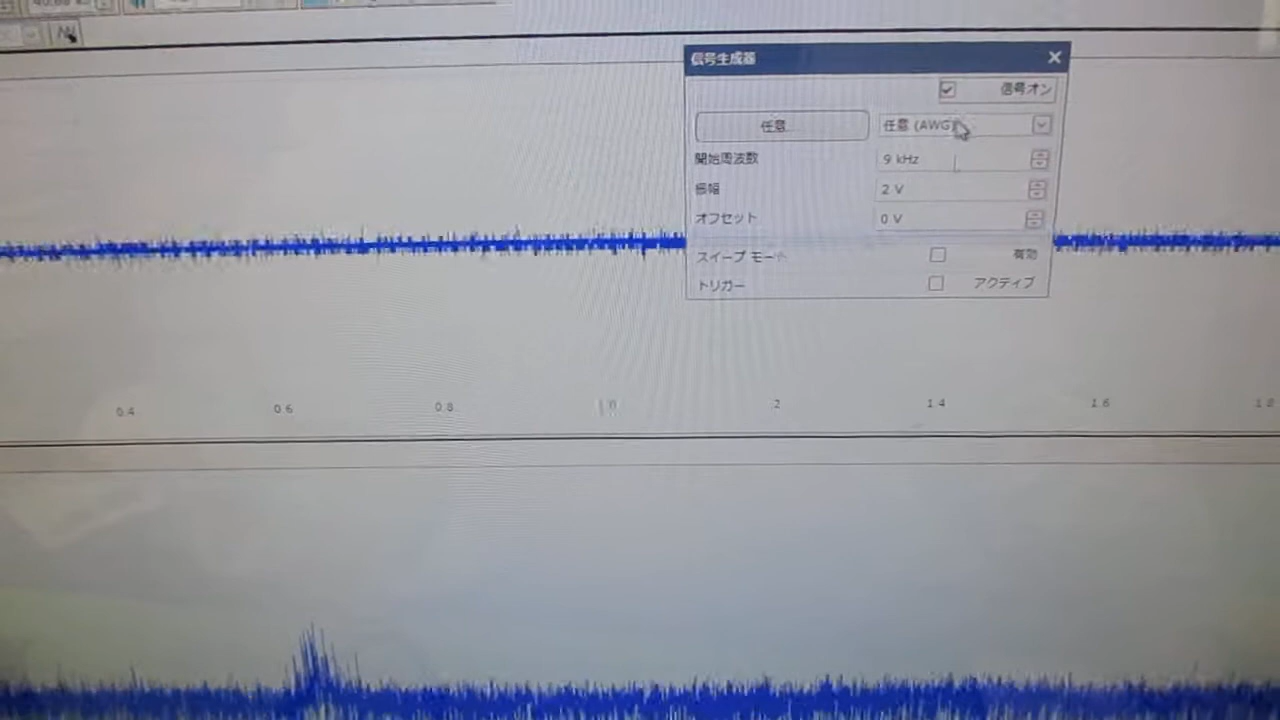 信号生成器
信号オン
任意 任意 (AWG)
開始周波数 9 kHz
振幅 2 V
オフセット 0 V
スイープ モード 有効
トリガー アクティブ
0.4 0.6 0.8 1.4 1.6 1.8